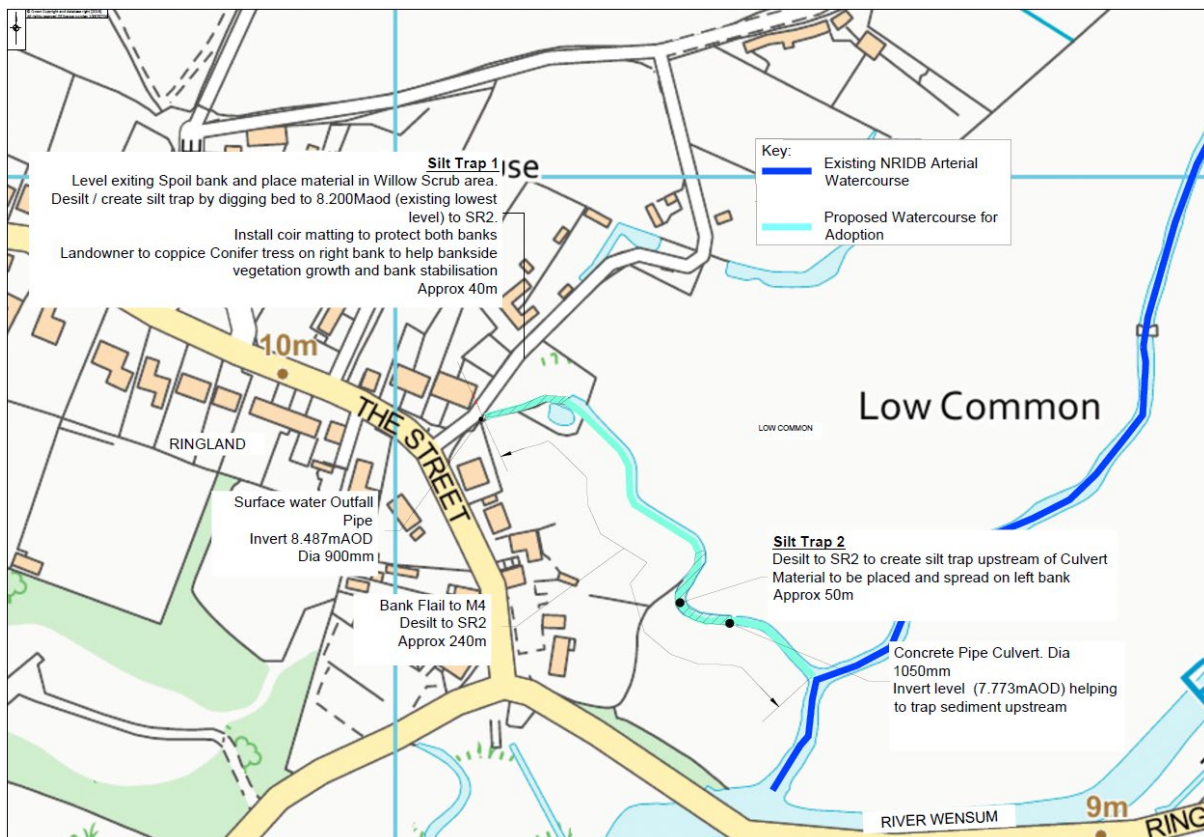 Silt Trap 1
Level exiting Spoil bank and place material in Willow Scrub area.
Desilt / create silt trap by digging bed to 8.200Maod (existing lowest
level) to SR2.
Install coir matting to protect both banks
Landowner to coppice Conifer tress on right bank to help bankside
vegetation growth and bank stabilisation
Approx 40m
use
Key:
Existing NRIDB Arterial
Watercourse
Proposed Watercourse for
Adoption
10m
THE STREET
RINGLAND
Low Common
LOW COMMON
Surface water Outfall
Pipe
Invert 8.487mAOD
Dia 900mm
Silt Trap 2
Desilt to SR2 to create silt trap upstream of Culvert
Material to be placed and spread on left bank
Approx 50m
Bank Flail to M4
Desilt to SR2
Approx 240m
Concrete Pipe Culvert. Dia
1050mm
Invert level (7.773mAOD) helping
to trap sediment upstream
RIVER WENSUM
9m
RING